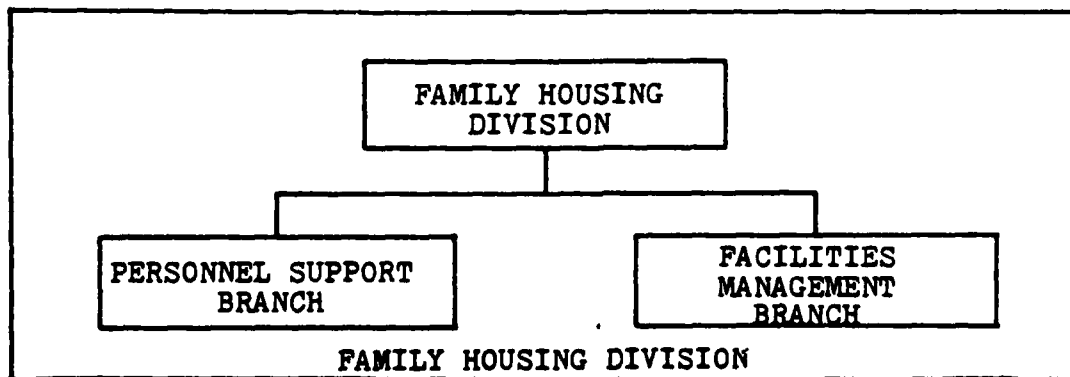 FAMILY HOUSING
DIVISION
PERSONNEL SUPPORT
BRANCH
FACILITIES
MANAGEMENT
BRANCH
FAMILY HOUSING DIVISION